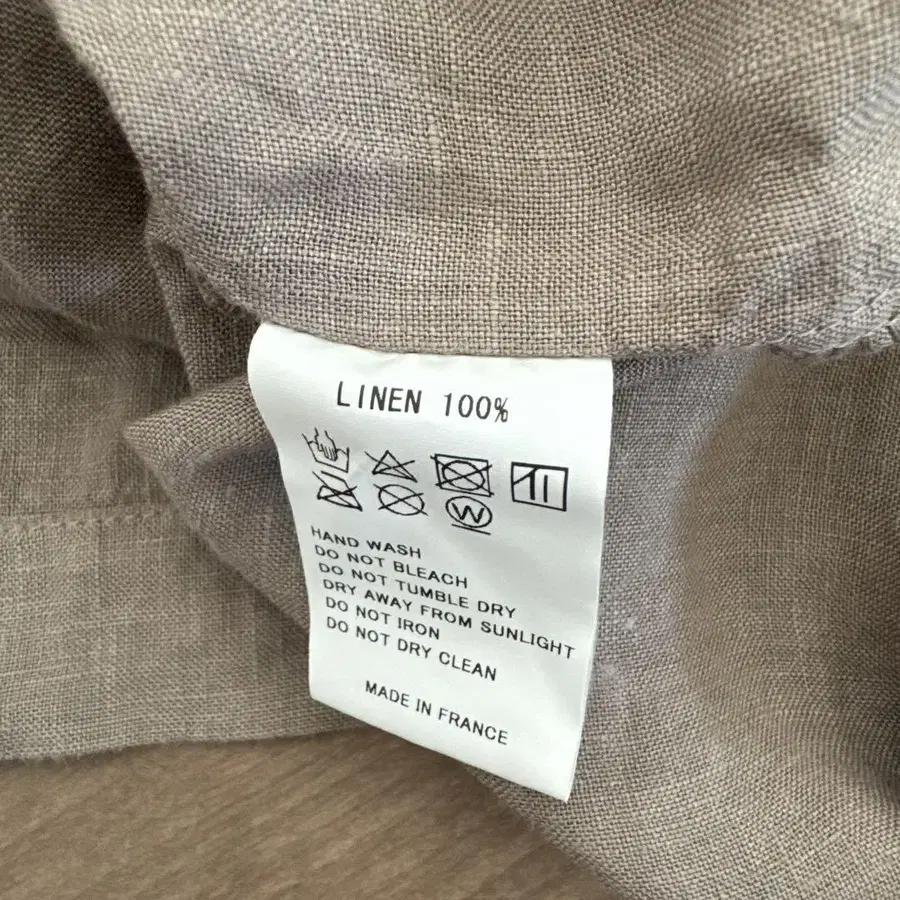 LINEN 100%
W
HAND WASH
DO NOT BLEACH
DO NOT TUMBLE DRY
DRY AWAY FROM SUNLIGHT
DO NOT IRON
DO NOT DRY CLEAN
MADE IN FRANCE